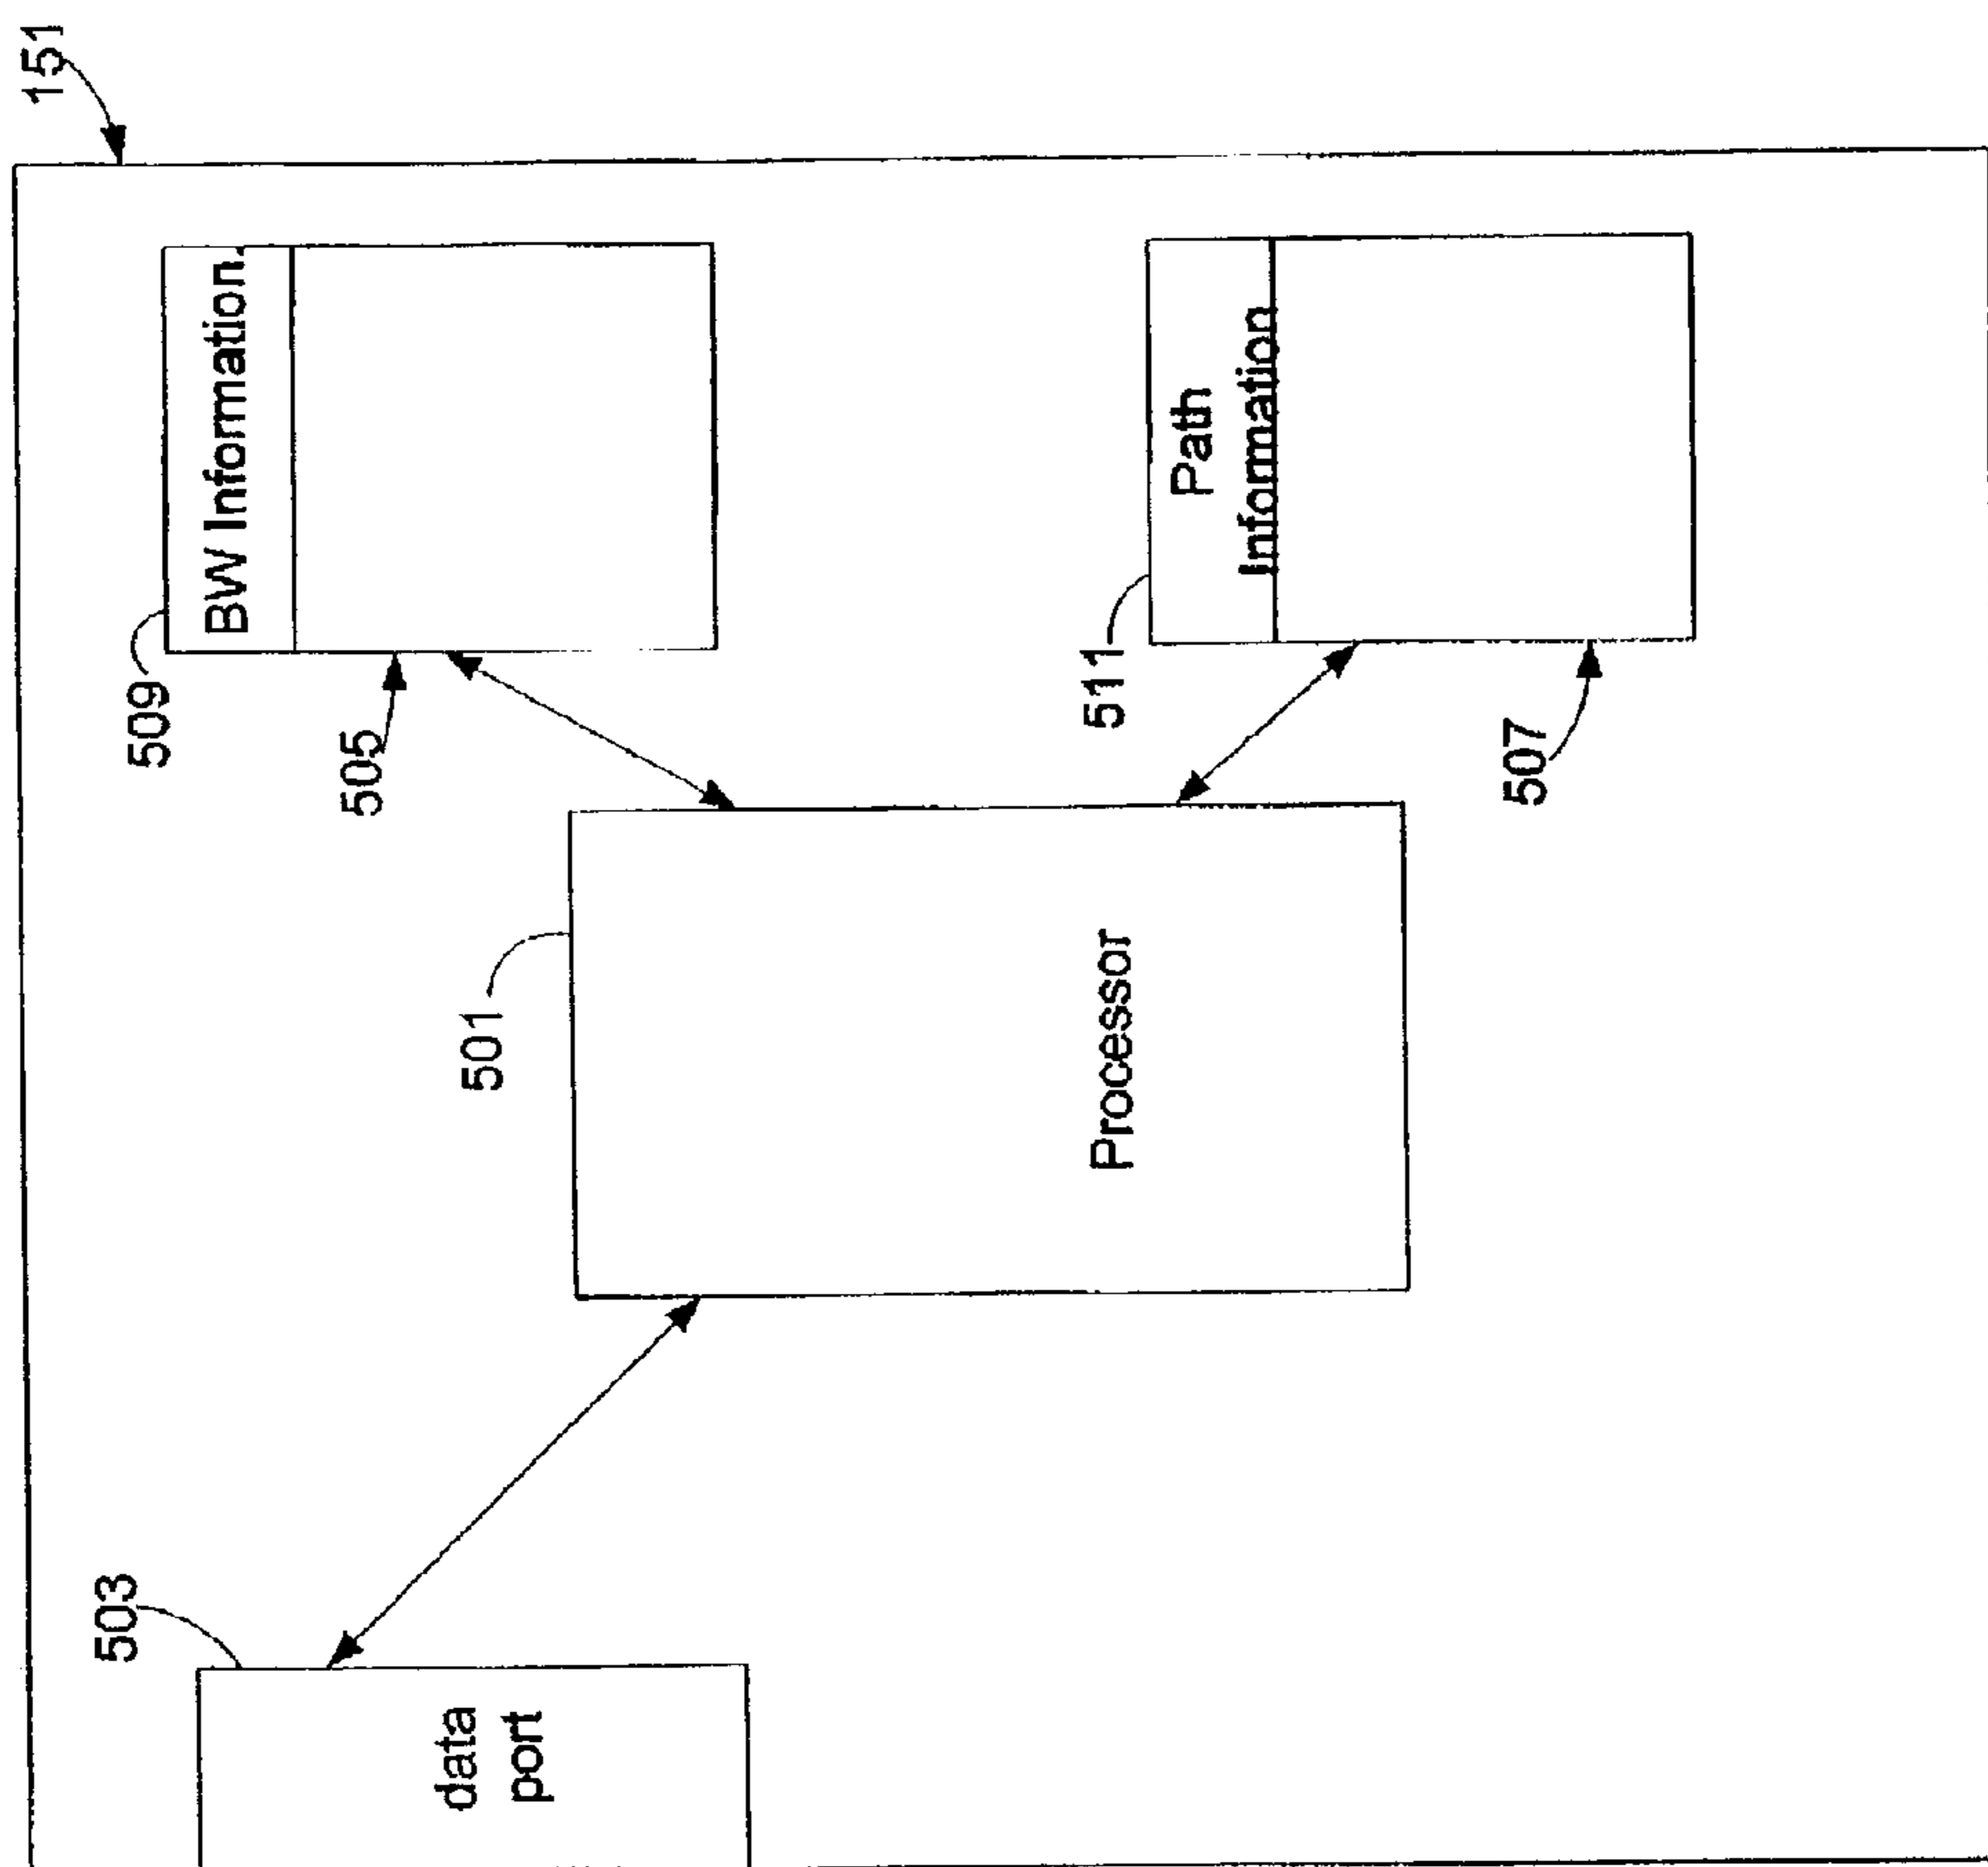 151
509
BW Information
505
511
Path
Information
507
501
Processor
503
data
port